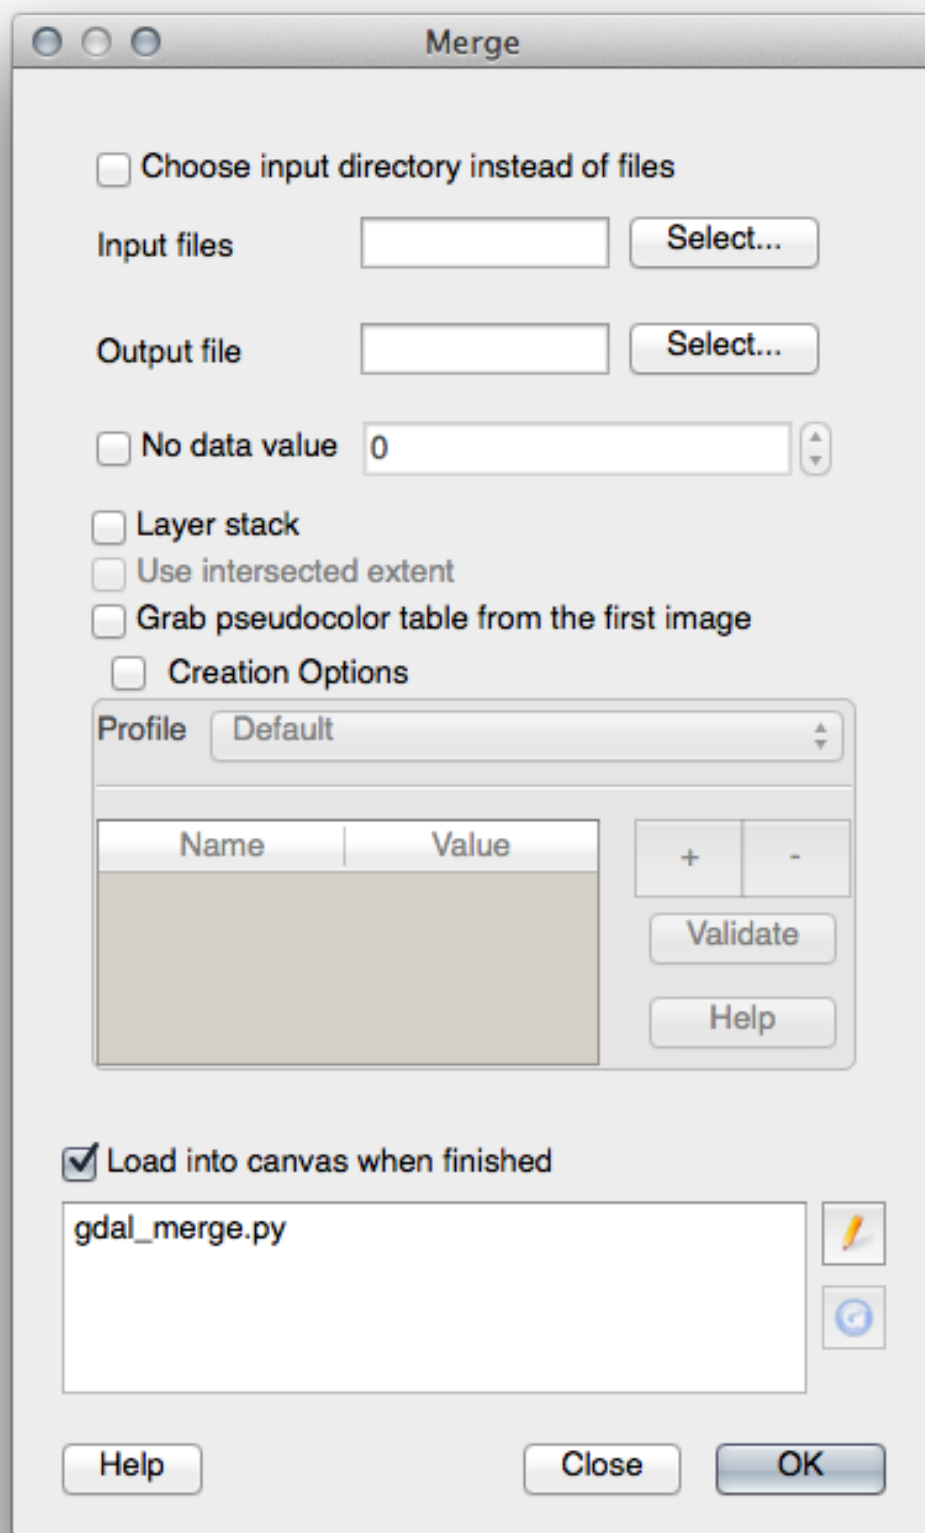 Merge
Choose input directory instead of files
Input files Select...
Output file Select...
No data value 0
Layer stack
Use intersected extent
Grab pseudocolor table from the first image
Creation Options
Profile Default
Name Value + -
Validate
Help
Load into canvas when finished
gdal_merge.py
Help Close OK